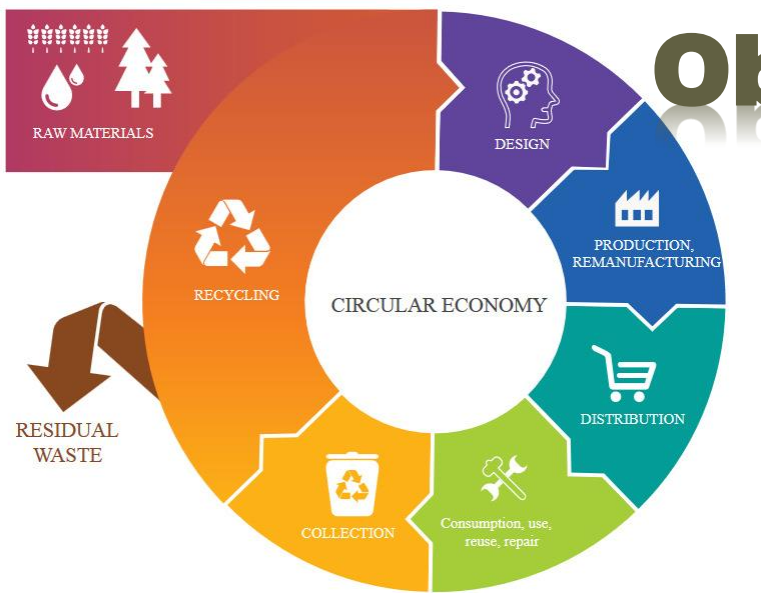 RAW MATERIALS
DESIGN
PRODUCTION,
REMANUFACTURING
RECYCLING
CIRCULAR ECONOMY
DISTRIBUTION
RESIDUAL
WASTE
Consumption, use,
reuse, repair
COLLECTION